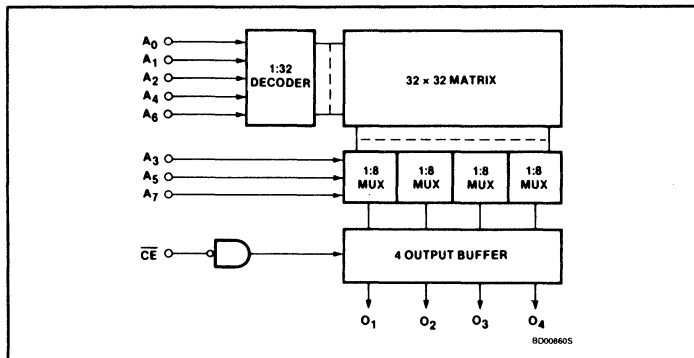 A0
A1
A2
A4
A6
1:32
DECODER
32 × 32 MATRIX
A3
A5
A7
1:8
MUX
1:8
MUX
1:8
MUX
1:8
MUX
CE
4 OUTPUT BUFFER
O1
O2
O3
O4
BD00860S